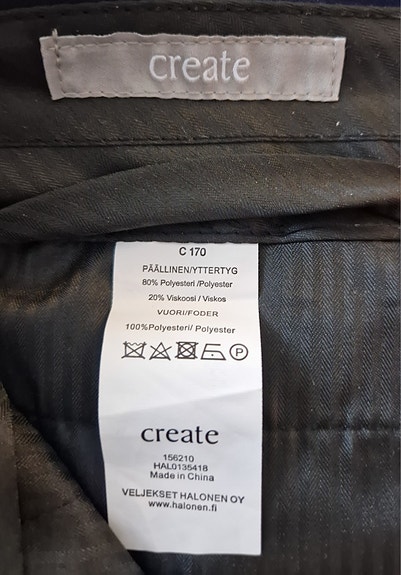 create
C 170
PÄÄLLINEN/YTTERTYG
80% Polyesteri /Polyester
20% Viskoosi / Viskos
VUORI/FODER
100%Polyesteri/ Polyester
P
create
156210
HAL0135418
Made in China
VELJEKSET HALONEN OY
www.halonen.fi